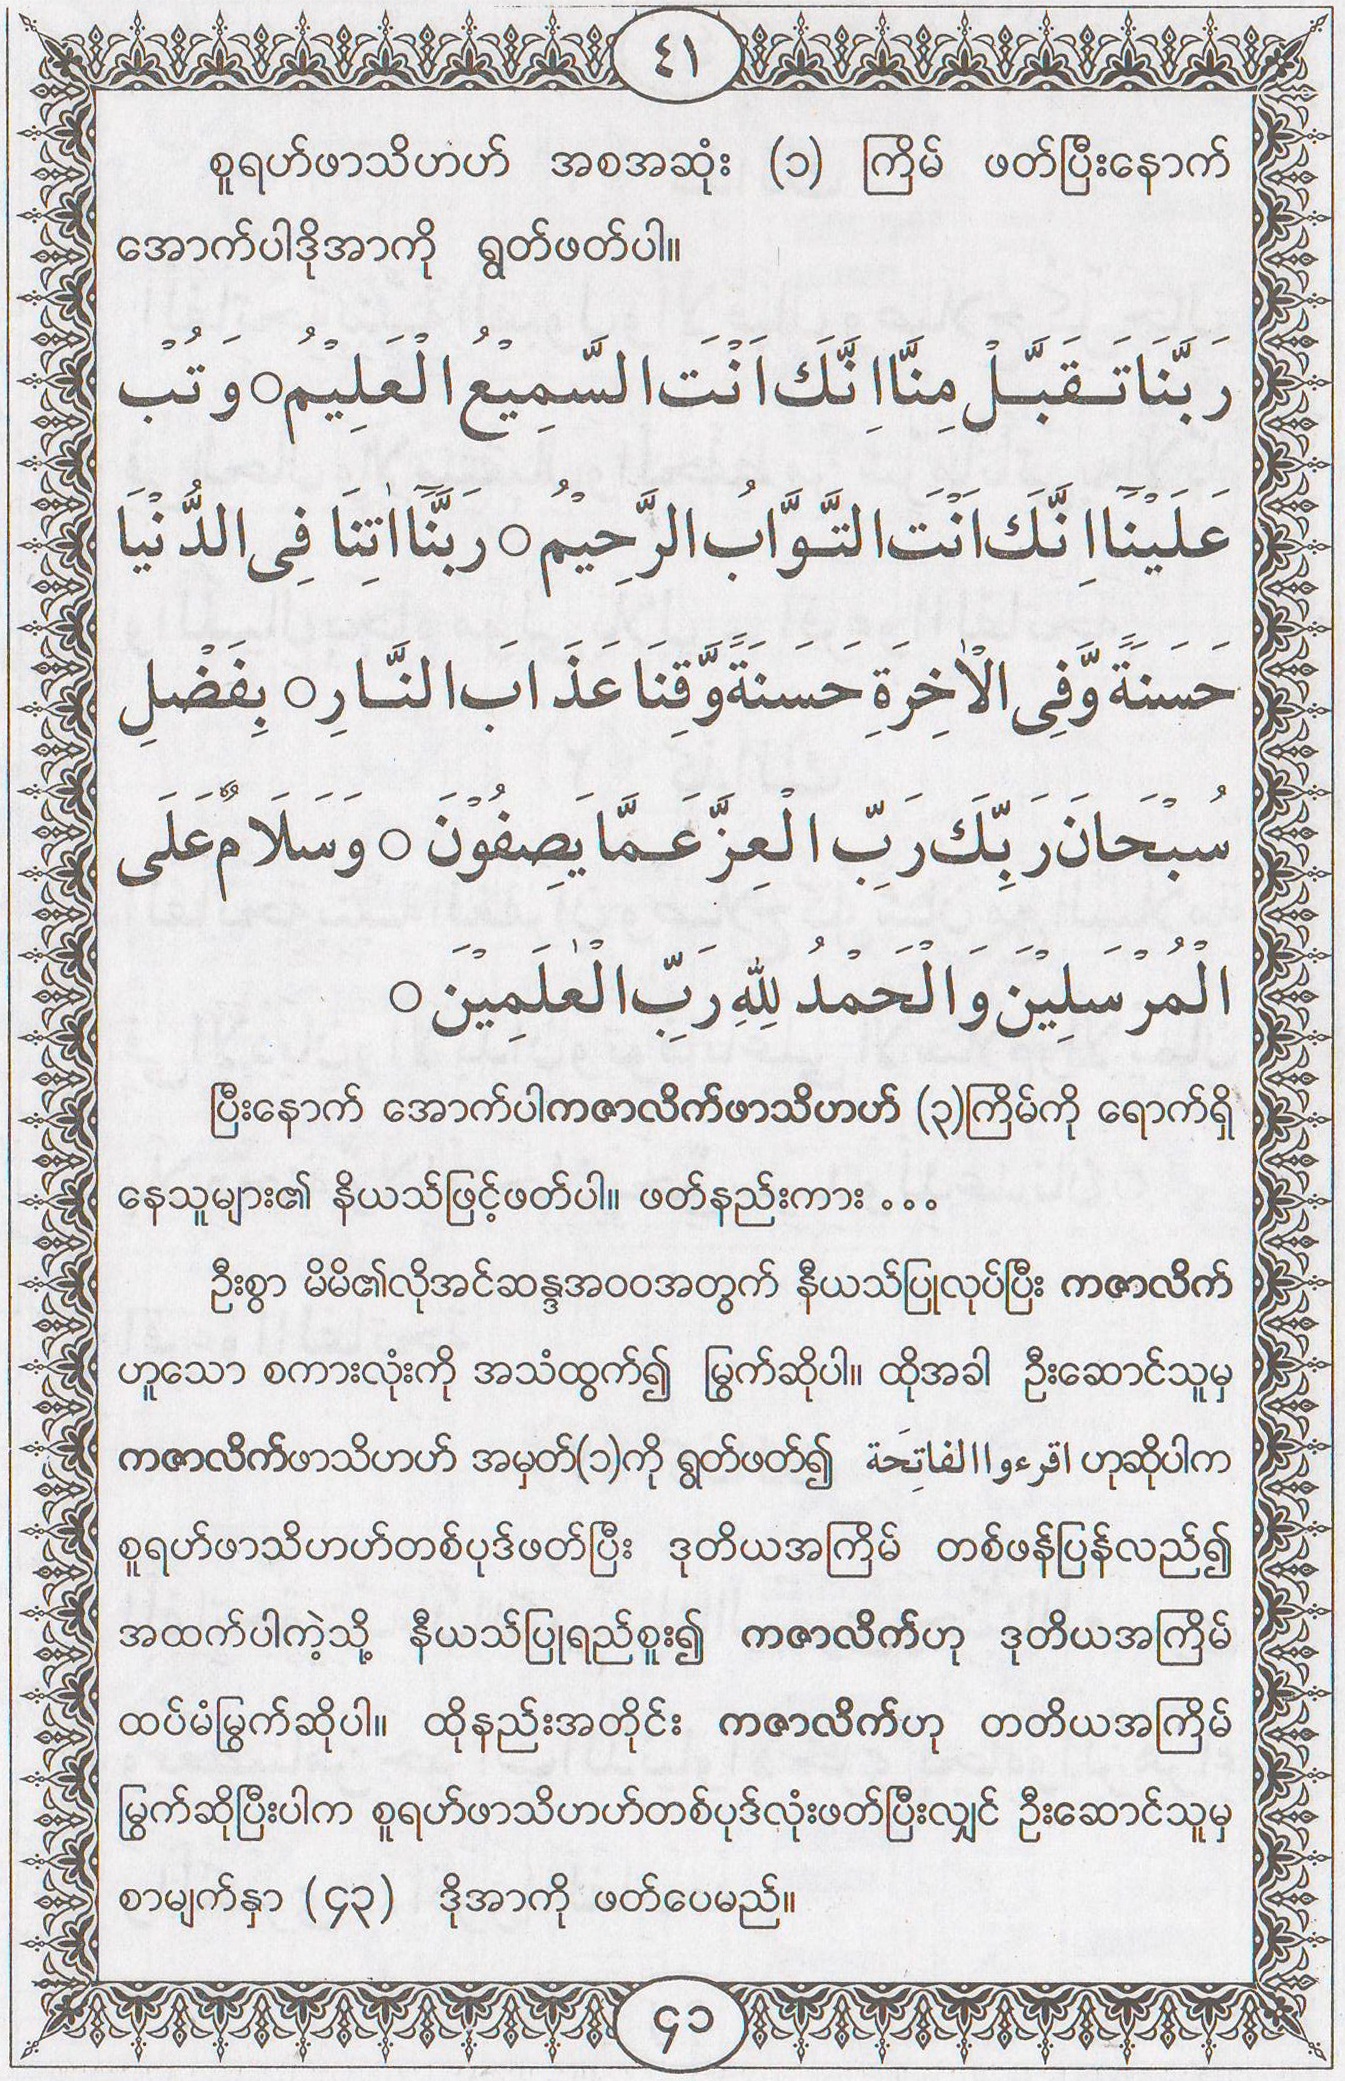 ٤١
စူရဟ်ဖာသိဟဟ် အစအဆုံး (၁) ကြိမ် ဖတ်ပြီးနောက်
အောက်ပါဒိုအာကို ရွတ်ဖတ်ပါ။
رَبَّنَا تَقَبَّلْ مِنَّا اِنَّكَ اَنْتَ السَّمِيْعُ الْعَلِيْمُ○ وَ تُبْ
عَلَيْنَآ اِنَّكَ اَنْتَ التَّوَّابُ الرَّحِيْمُ○ رَبَّنَآ اٰتِنَا فِى الدُّنْيَا
حَسَنَةً وَّفِى الْاٰخِرَةِ حَسَنَةً وَّقِنَا عَذَابَ النَّارِ○ بِفَضْلِ
سُبْحَانَ رَبِّكَ رَبِّ الْعِزَّ عَمَّا يَصِفُوْنَ○ وَسَلَامٌ عَلَى
الْمُرْسَلِيْنَ وَالْحَمْدُ لِلّٰهِ رَبِّ الْعٰلَمِيْنَ○
ပြီးနောက် အောက်ပါကဇာလိက်ဖာသိဟဟ် (၃)ကြိမ်ကို ရောက်ရှိ
နေသူများ၏ နိယသ်ဖြင့်ဖတ်ပါ။ ဖတ်နည်းကား ...
ဦးစွာ မိမိ၏လိုအင်ဆန္ဒအဝဝအတွက် နီယသ်ပြုလုပ်ပြီး ကဇာလိက်
ဟူသော စကားလုံးကို အသံထွက်၍ မြွက်ဆိုပါ။ ထိုအခါ ဦးဆောင်သူမှ
ကဇာလိက်ဖာသိဟဟ် အမှတ်(၁)ကို ရွတ်ဖတ်၍ اقرءوا الفاتِحَة ဟုဆိုပါက
စူရဟ်ဖာသိဟဟ်တစ်ပုဒ်ဖတ်ပြီး ဒုတိယအကြိမ် တစ်ဖန်ပြန်လည်၍
အထက်ပါကဲ့သို့ နီယသ်ပြုရည်စူး၍ ကဇာလိက်ဟု ဒုတိယအကြိမ်
ထပ်မံမြွက်ဆိုပါ။ ထိုနည်းအတိုင်း ကဇာလိက်ဟု တတိယအကြိမ်
မြွက်ဆိုပြီးပါက စူရဟ်ဖာသိဟဟ်တစ်ပုဒ်လုံးဖတ်ပြီးလျှင် ဦးဆောင်သူမှ
စာမျက်နှာ (၄၃) ဒိုအာကို ဖတ်ပေမည်။
၄၁